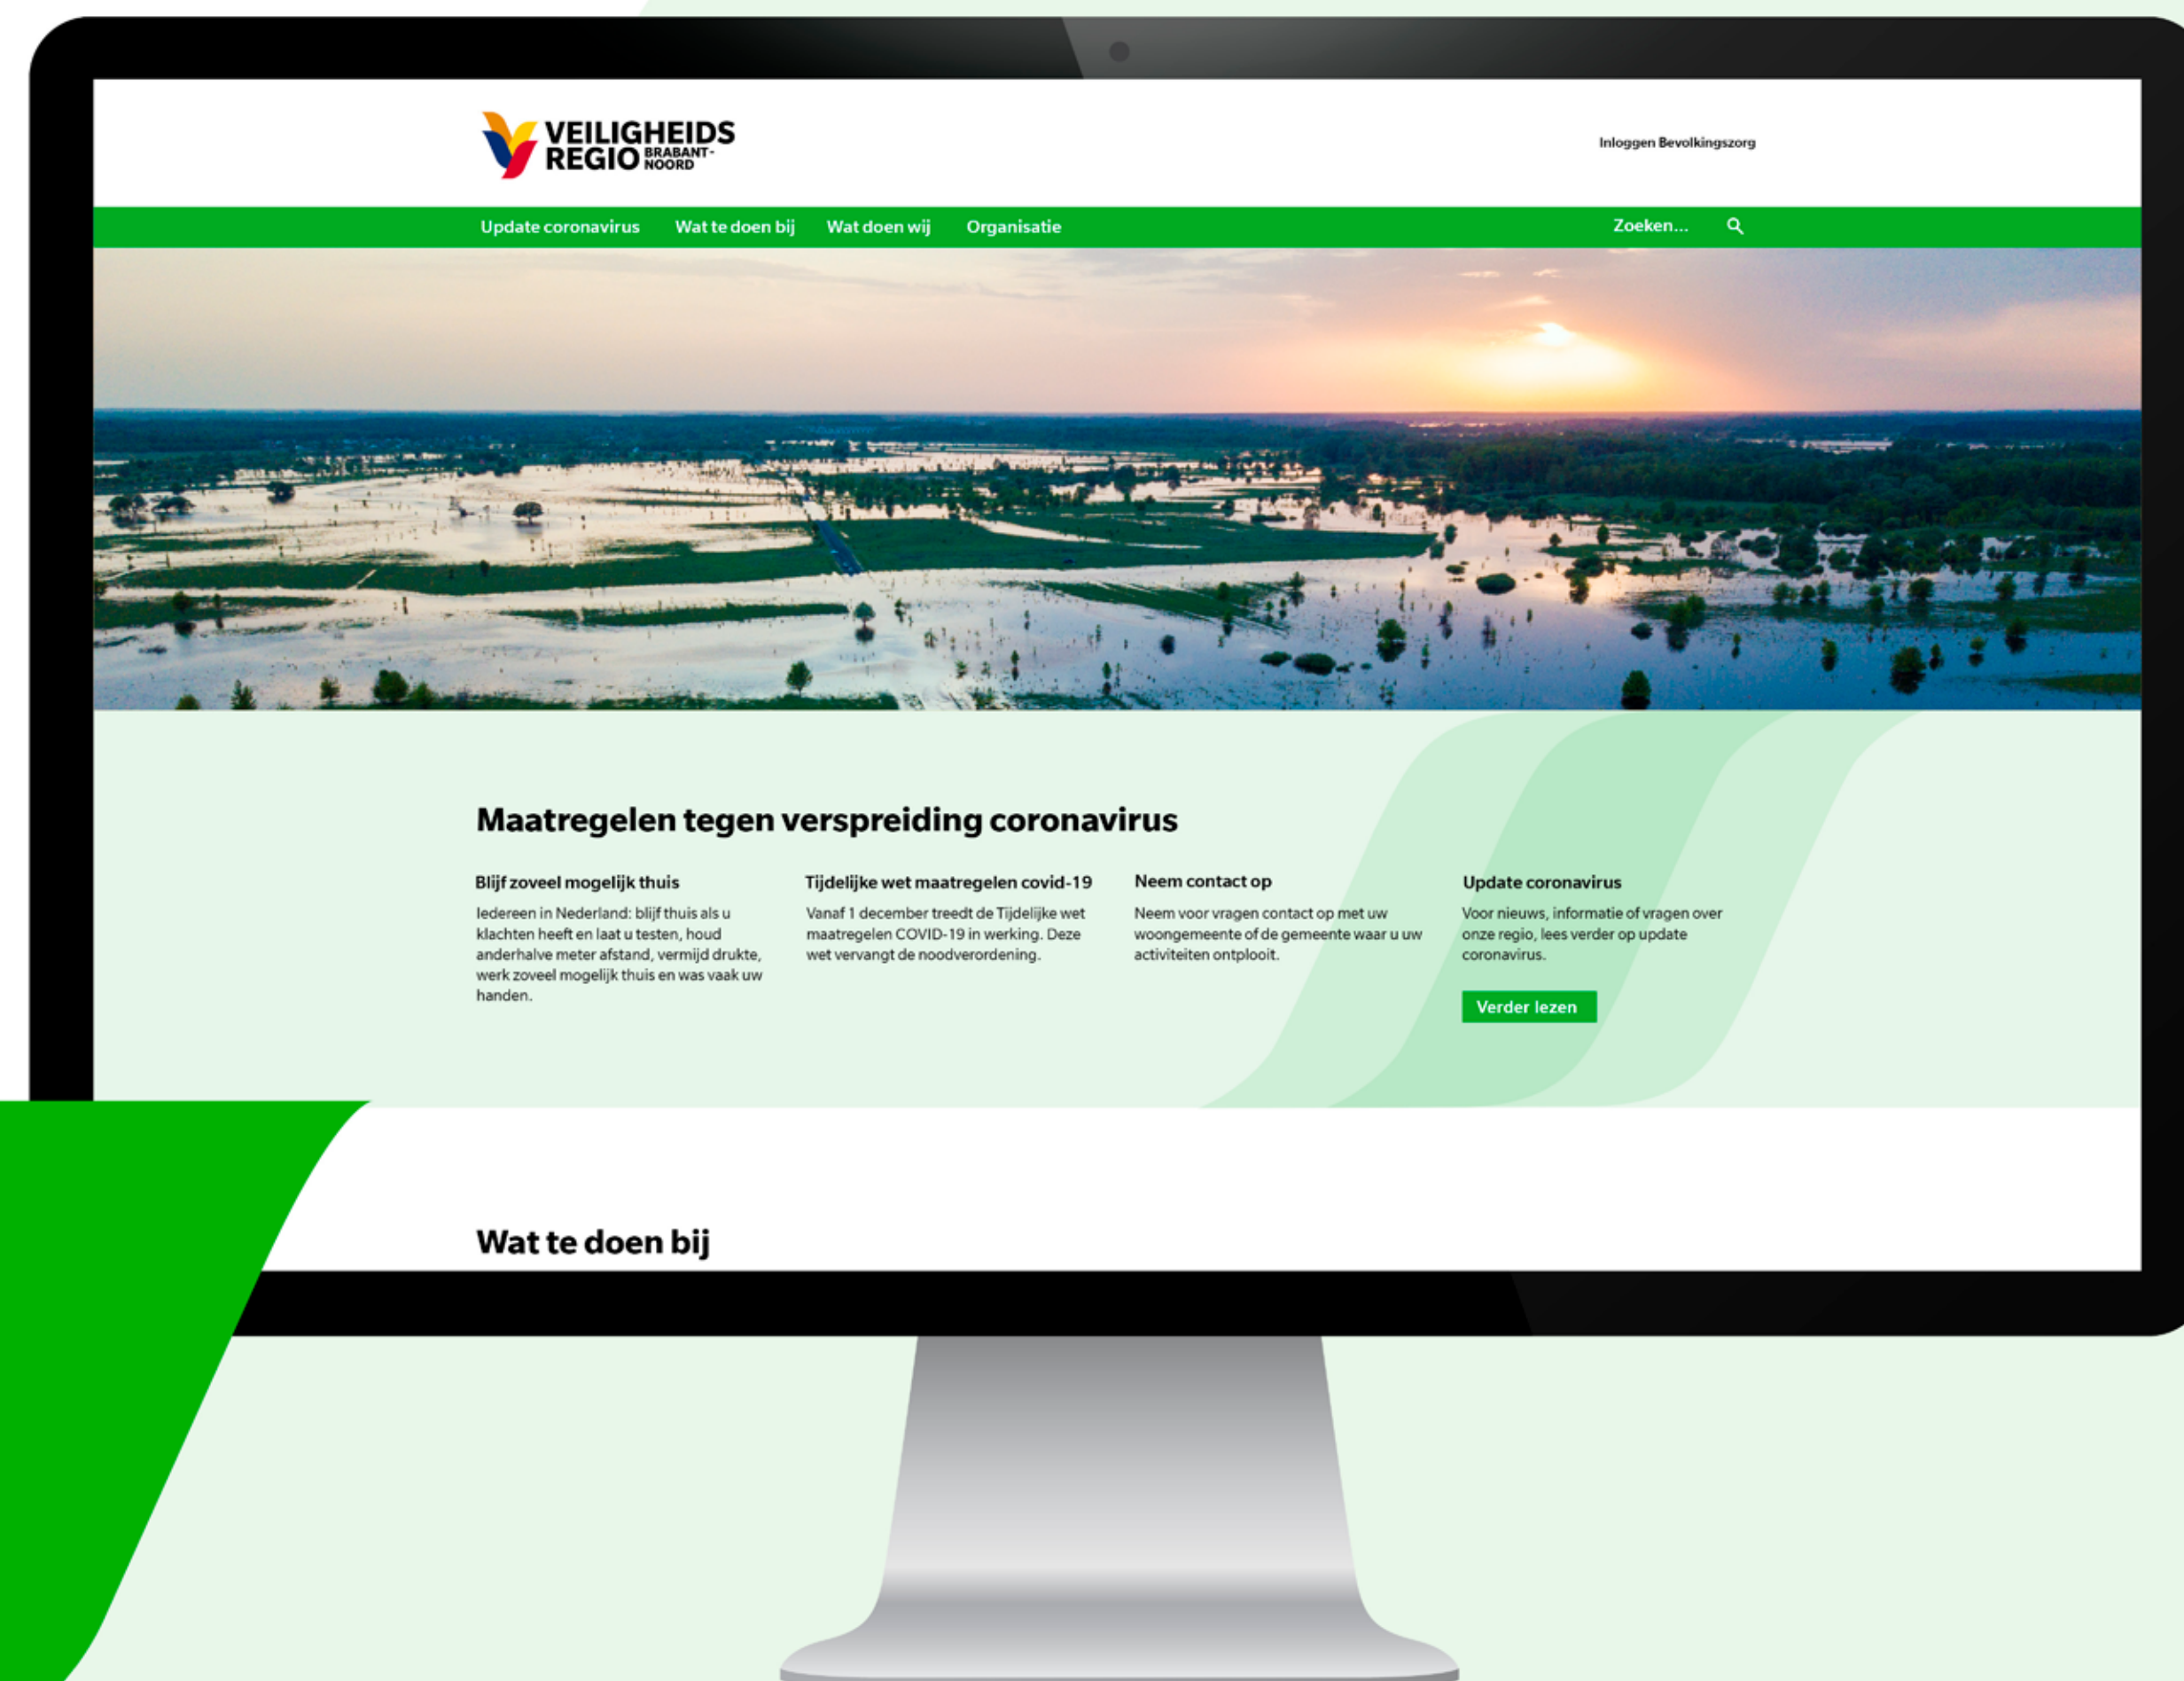 VEILIGHEIDS
REGIO BRABANT-
NOORD
Inloggen Bevolkingszorg
Update coronavirus Wat te doen bij Wat doen wij Organisatie Zoeken...
Maatregelen tegen verspreiding coronavirus
Blijf zoveel mogelijk thuis
Iedereen in Nederland: blijf thuis als u
klachten heeft en laat u testen, houd
anderhalve meter afstand, vermijd drukte,
werk zoveel mogelijk thuis en was vaak uw
handen.
Tijdelijke wet maatregelen covid-19
Vanaf 1 december treedt de Tijdelijke wet
maatregelen COVID-19 in werking. Deze
wet vervangt de noodverordening.
Neem contact op
Neem voor vragen contact op met uw
woongemeente of de gemeente waar u uw
activiteiten ontplooit.
Update coronavirus
Voor nieuws, informatie of vragen over
onze regio, lees verder op update
coronavirus.
Verder lezen
Wat te doen bij